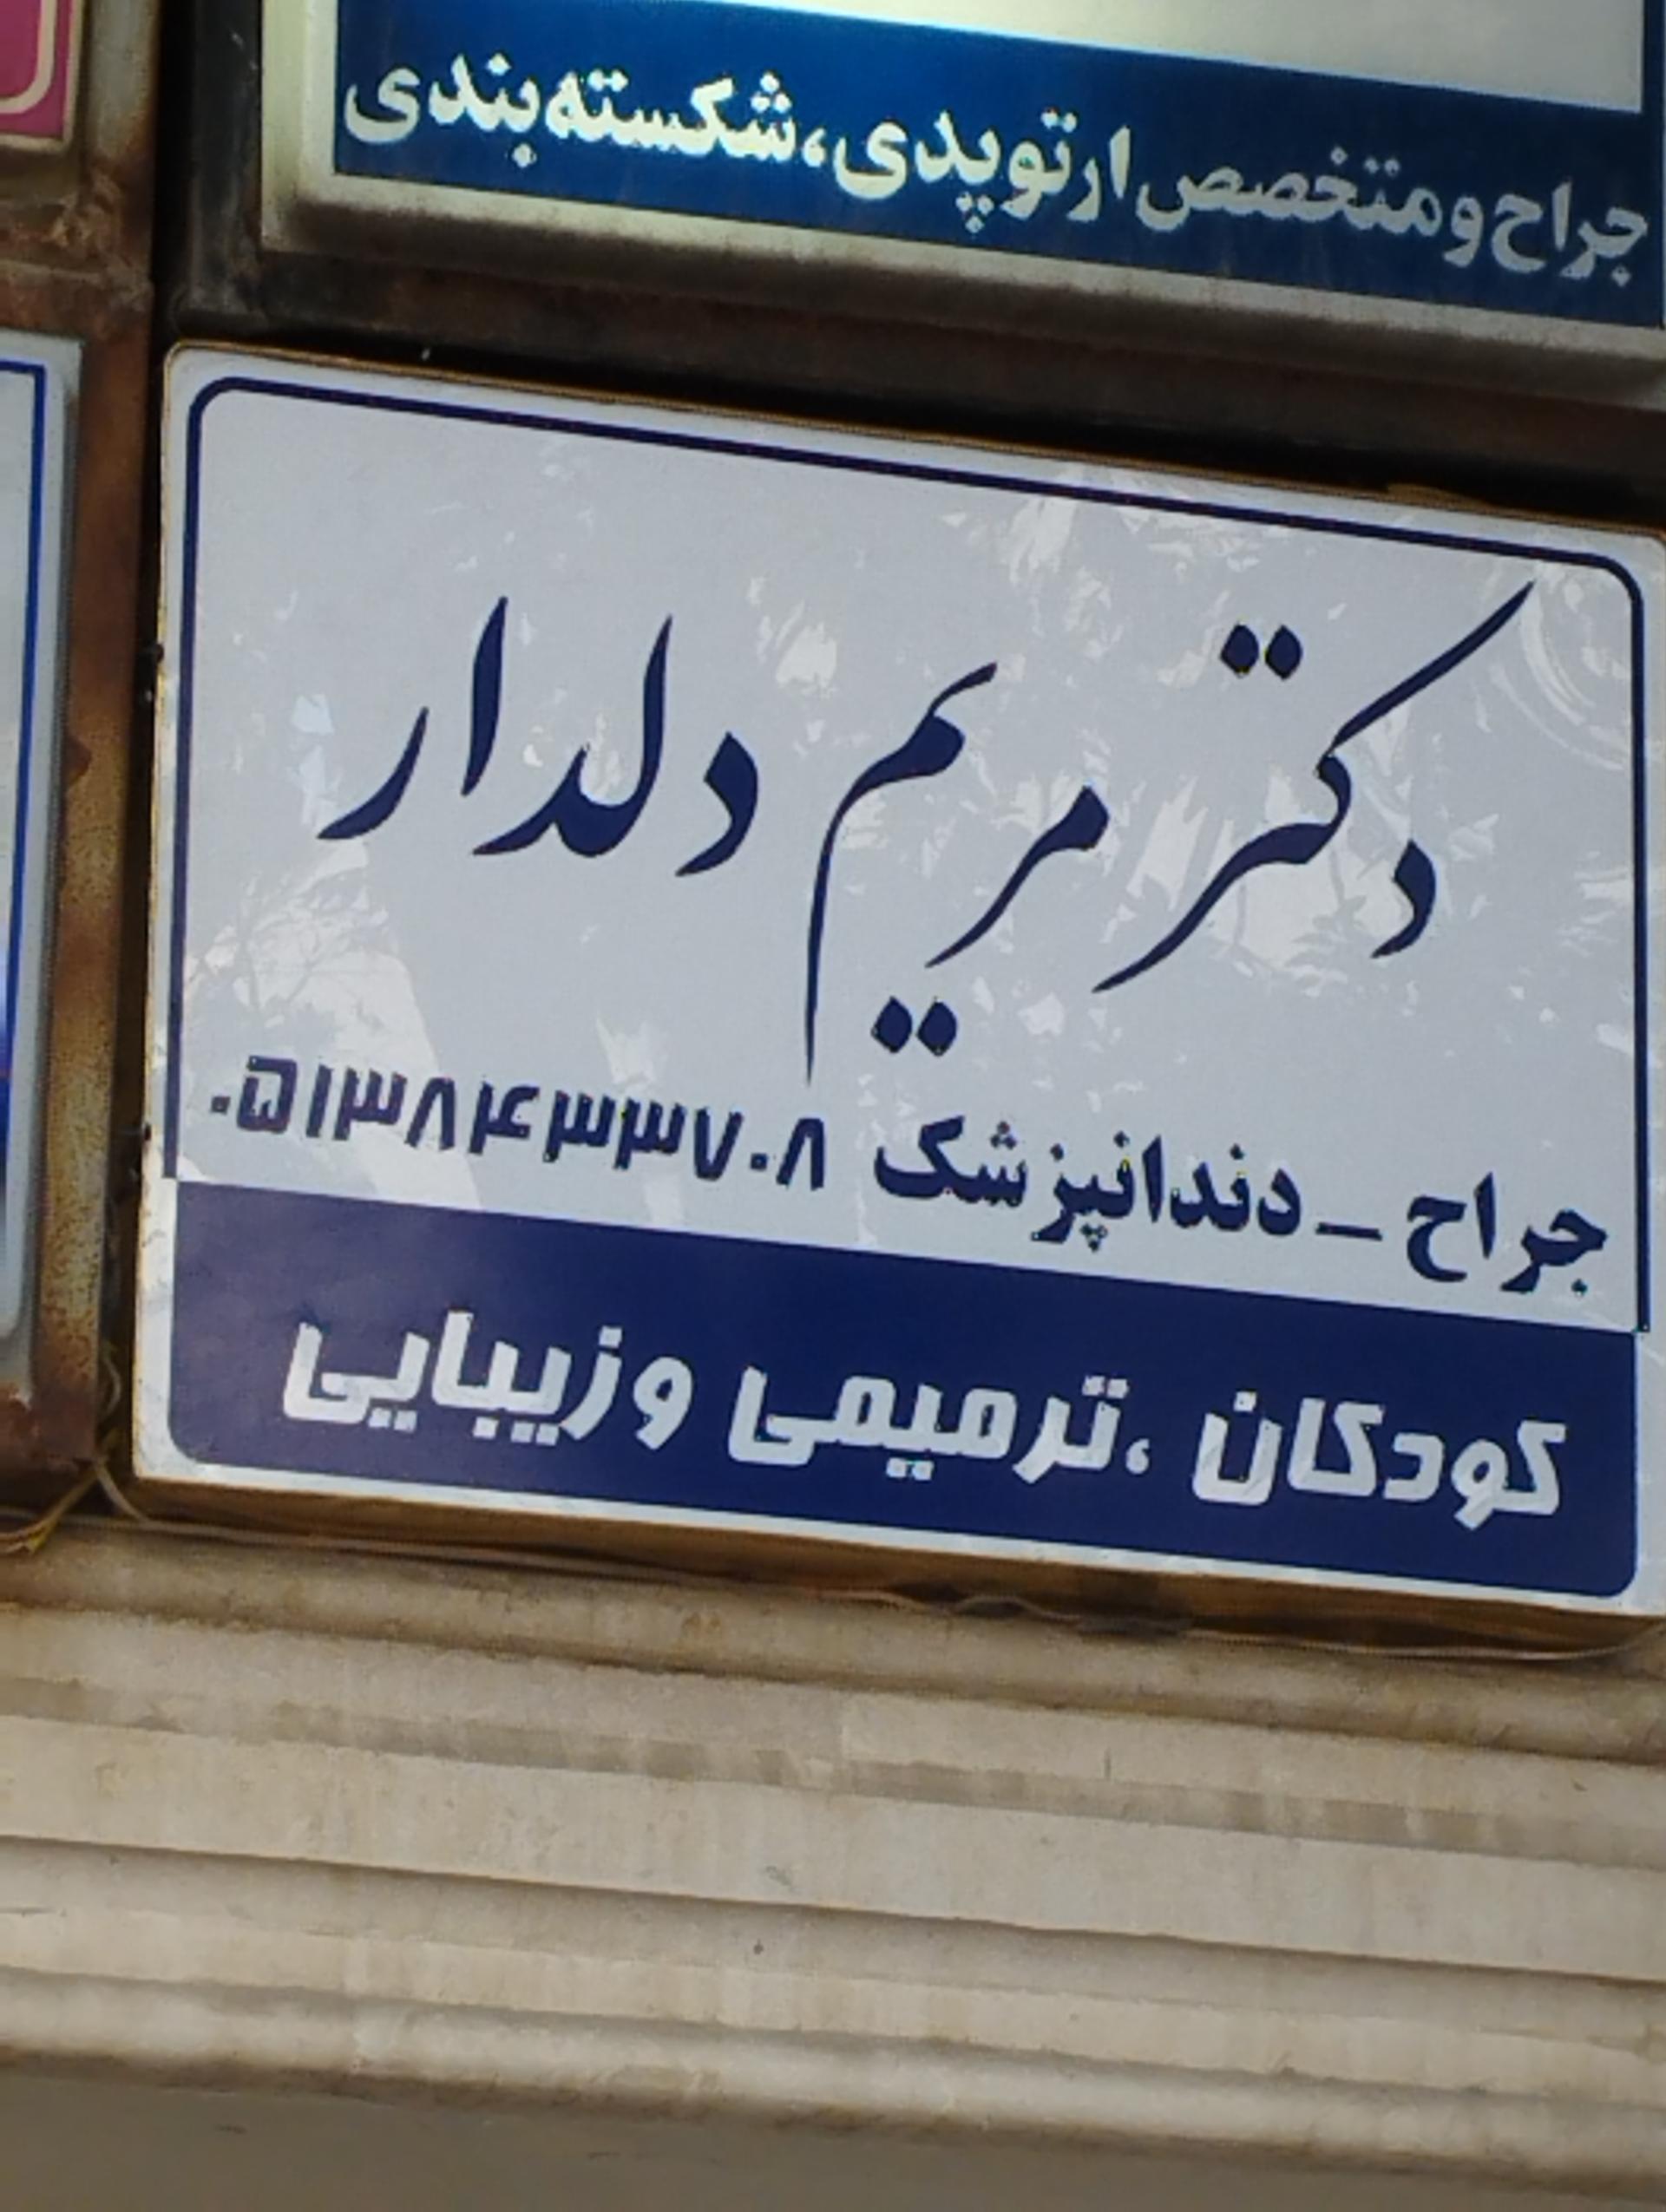 جراح و متخصص ارتوپدی، شکسته‌بندی
دکتر مریم دلدار
جراح - دندانپزشک ۰۵۱۳۸۴۳۳۷۰۸
کودکان ،ترمیمی و زیبایی